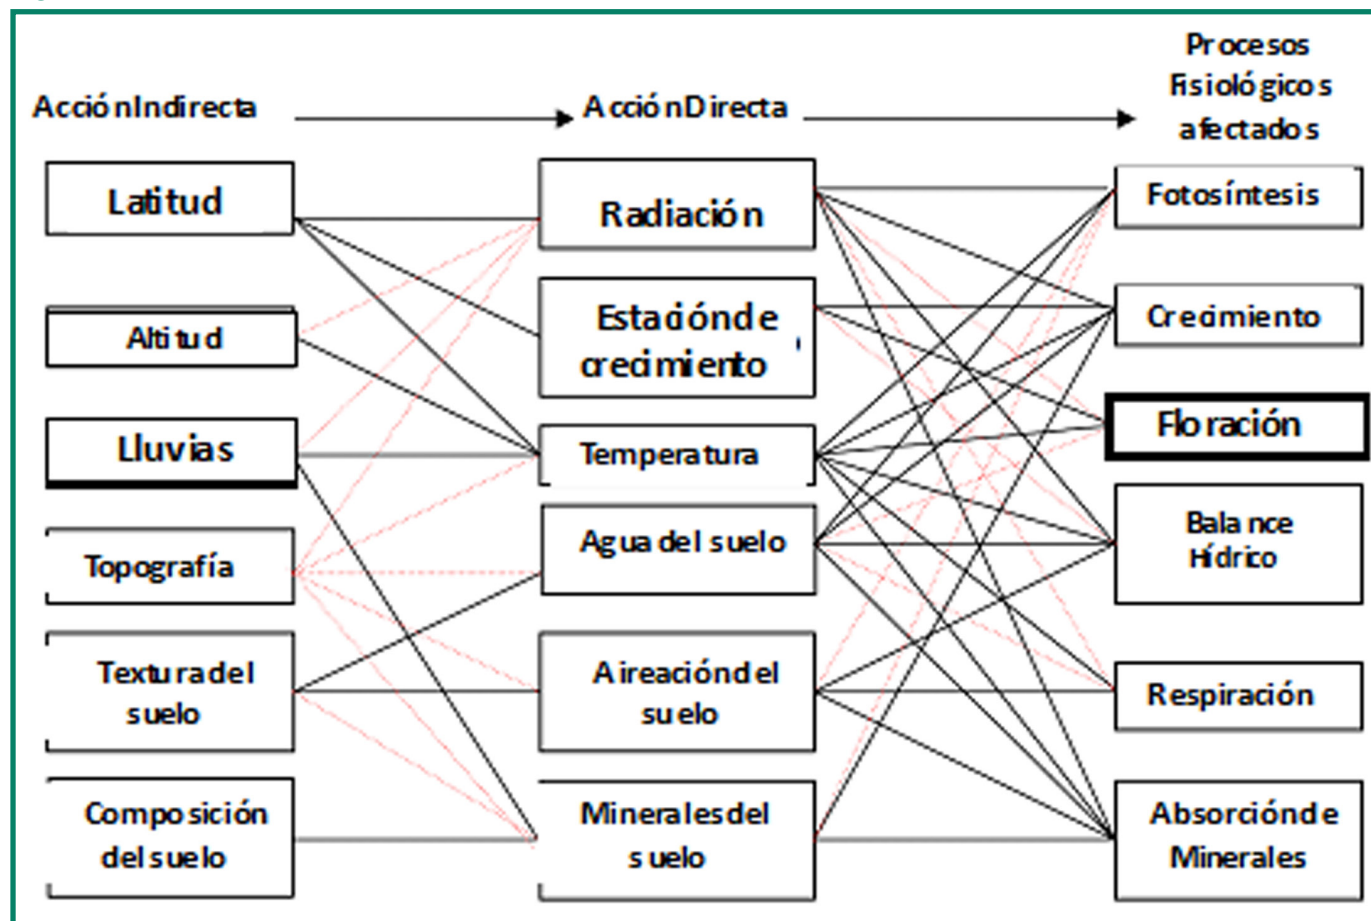 Acción Indirecta
Acción Directa
Procesos
Fisiológicos
afectados
Latitud
Altitud
Lluvias
Topografía
Textura del
suelo
Composición
del suelo
Radiación
Estación de
crecimiento
Temperatura
Agua del suelo
Aireación del
suelo
Minerales del
suelo
Fotosíntesis
Crecimiento
Floración
Balance
Hídrico
Respiración
Absorción de
Minerales